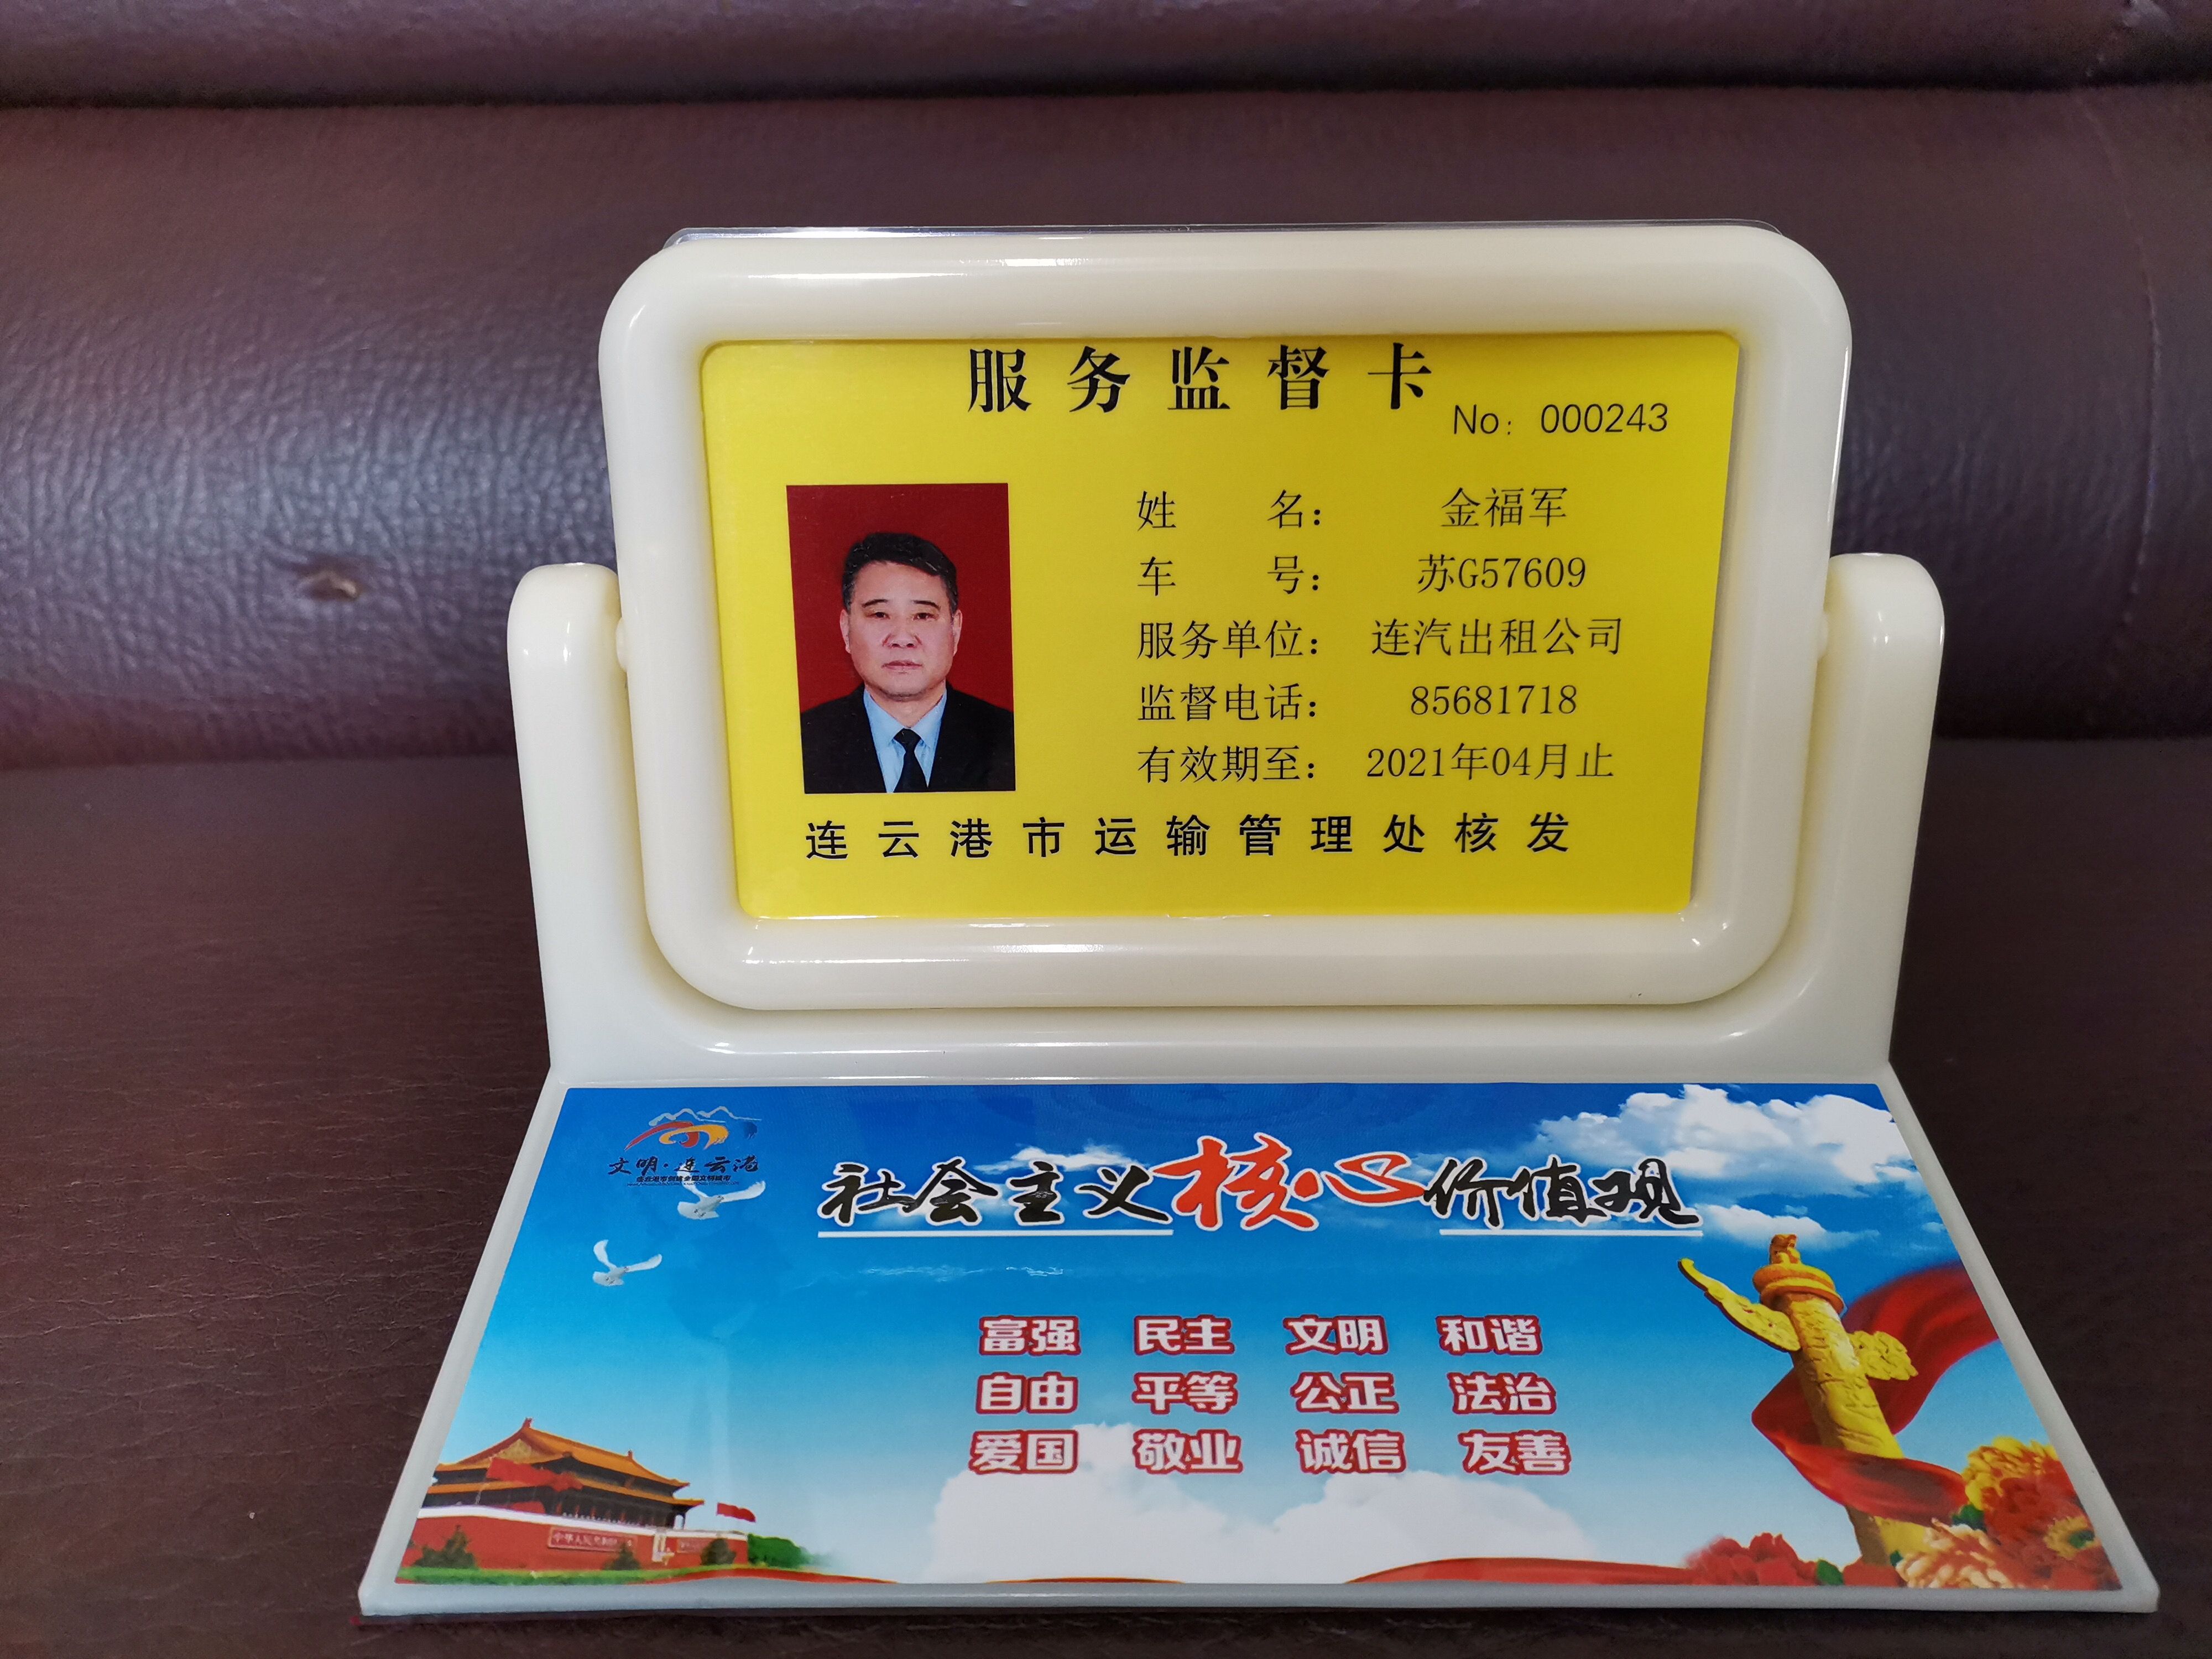 服务监督卡
No：000243
姓名：金福军
车号：苏G57609
服务单位：连汽出租公司
监督电话：85681718
有效期至：2021年04月止
连云港市运输管理处核发
文明·连云港
社会主义核心价值观
富强 民主 文明 和谐
自由 平等 公正 法治
爱国 敬业 诚信 友善